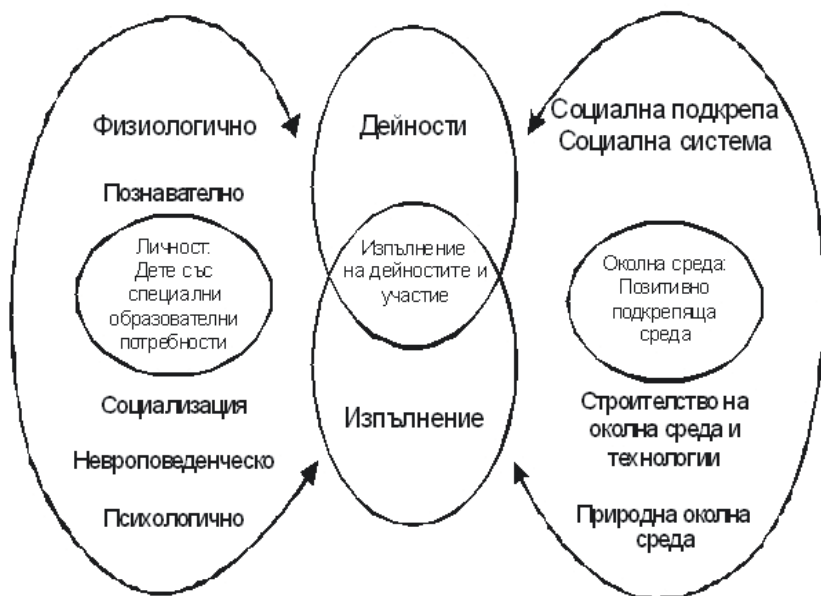 Физиологично
Познавателно
Личност:
Дете със
специални
образователни
потребности
Социализация
Невроповеденческо
Психологично
Дейности
Изпълнение
на дейностите и
участие
Изпълнение
Социална подкрепа
Социална система
Околна среда:
Позитивно
подкрепяща
среда
Строителство на
околна среда и
технологии
Природна околна
среда